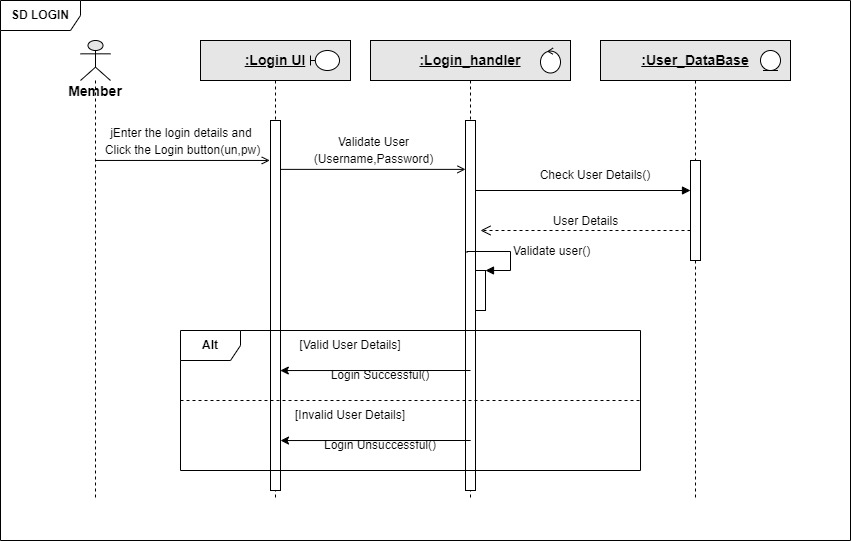 SD LOGIN
:Login UI
:Login_handler
:User_DataBase
Member
jEnter the login details and
Click the Login button(un,pw)
Validate User
(Username,Password)
Check User Details()
User Details
Validate user()
Alt
[Valid User Details]
Login Successful()
[Invalid User Details]
Login Unsuccessful()